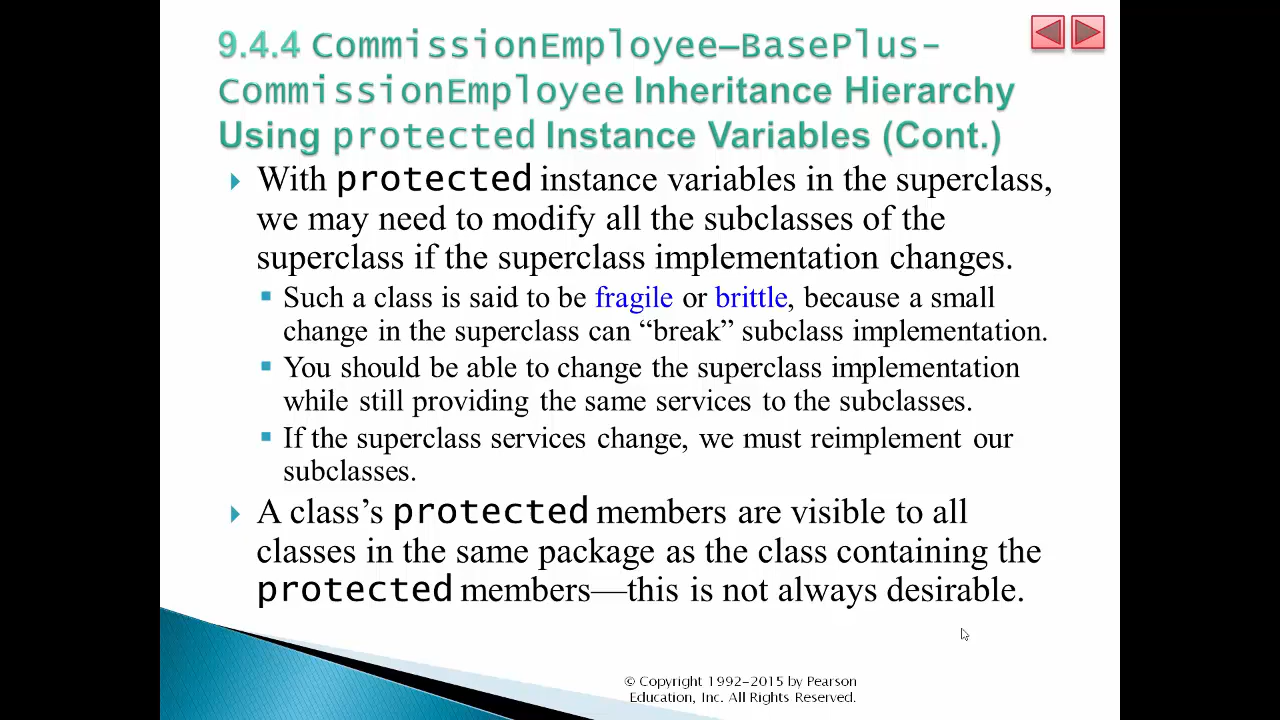 9.4.4 CommissionEmployee–BasePlus-
CommissionEmployee Inheritance Hierarchy
Using protected Instance Variables (Cont.)
With protected instance variables in the superclass,
we may need to modify all the subclasses of the
superclass if the superclass implementation changes.
Such a class is said to be fragile or brittle, because a small
change in the superclass can “break” subclass implementation.
You should be able to change the superclass implementation
while still providing the same services to the subclasses.
If the superclass services change, we must reimplement our
subclasses.
A class’s protected members are visible to all
classes in the same package as the class containing the
protected members—this is not always desirable.
© Copyright 1992–2015 by Pearson
Education, Inc. All Rights Reserved.